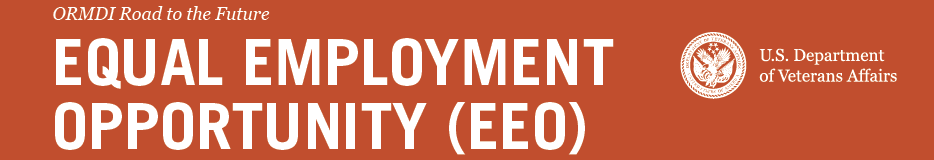 ORMDI Road to the Future
EQUAL EMPLOYMENT
OPPORTUNITY (EEO)
U.S. Department
of Veterans Affairs